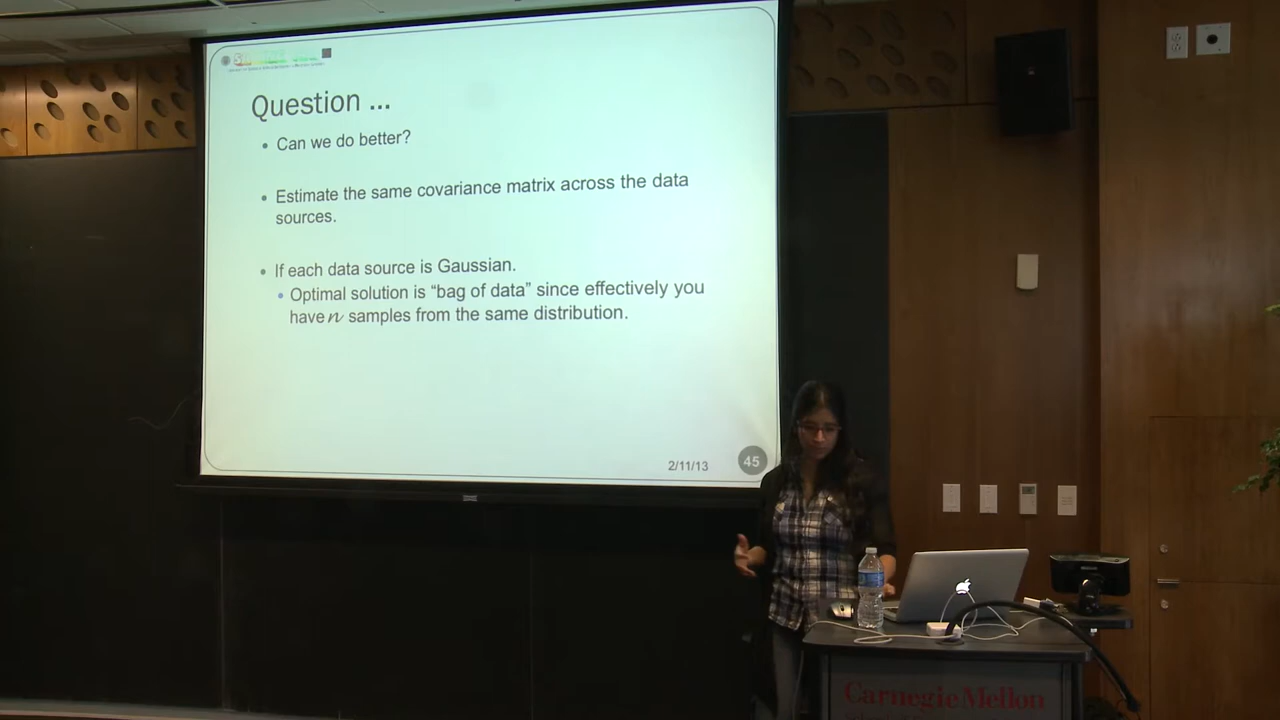 Question ...
• Can we do better?
• Estimate the same covariance matrix across the data
sources.
• If each data source is Gaussian.
• Optimal solution is “bag of data” since effectively you
have n samples from the same distribution.
2/11/13
45
Carnegie Mellon